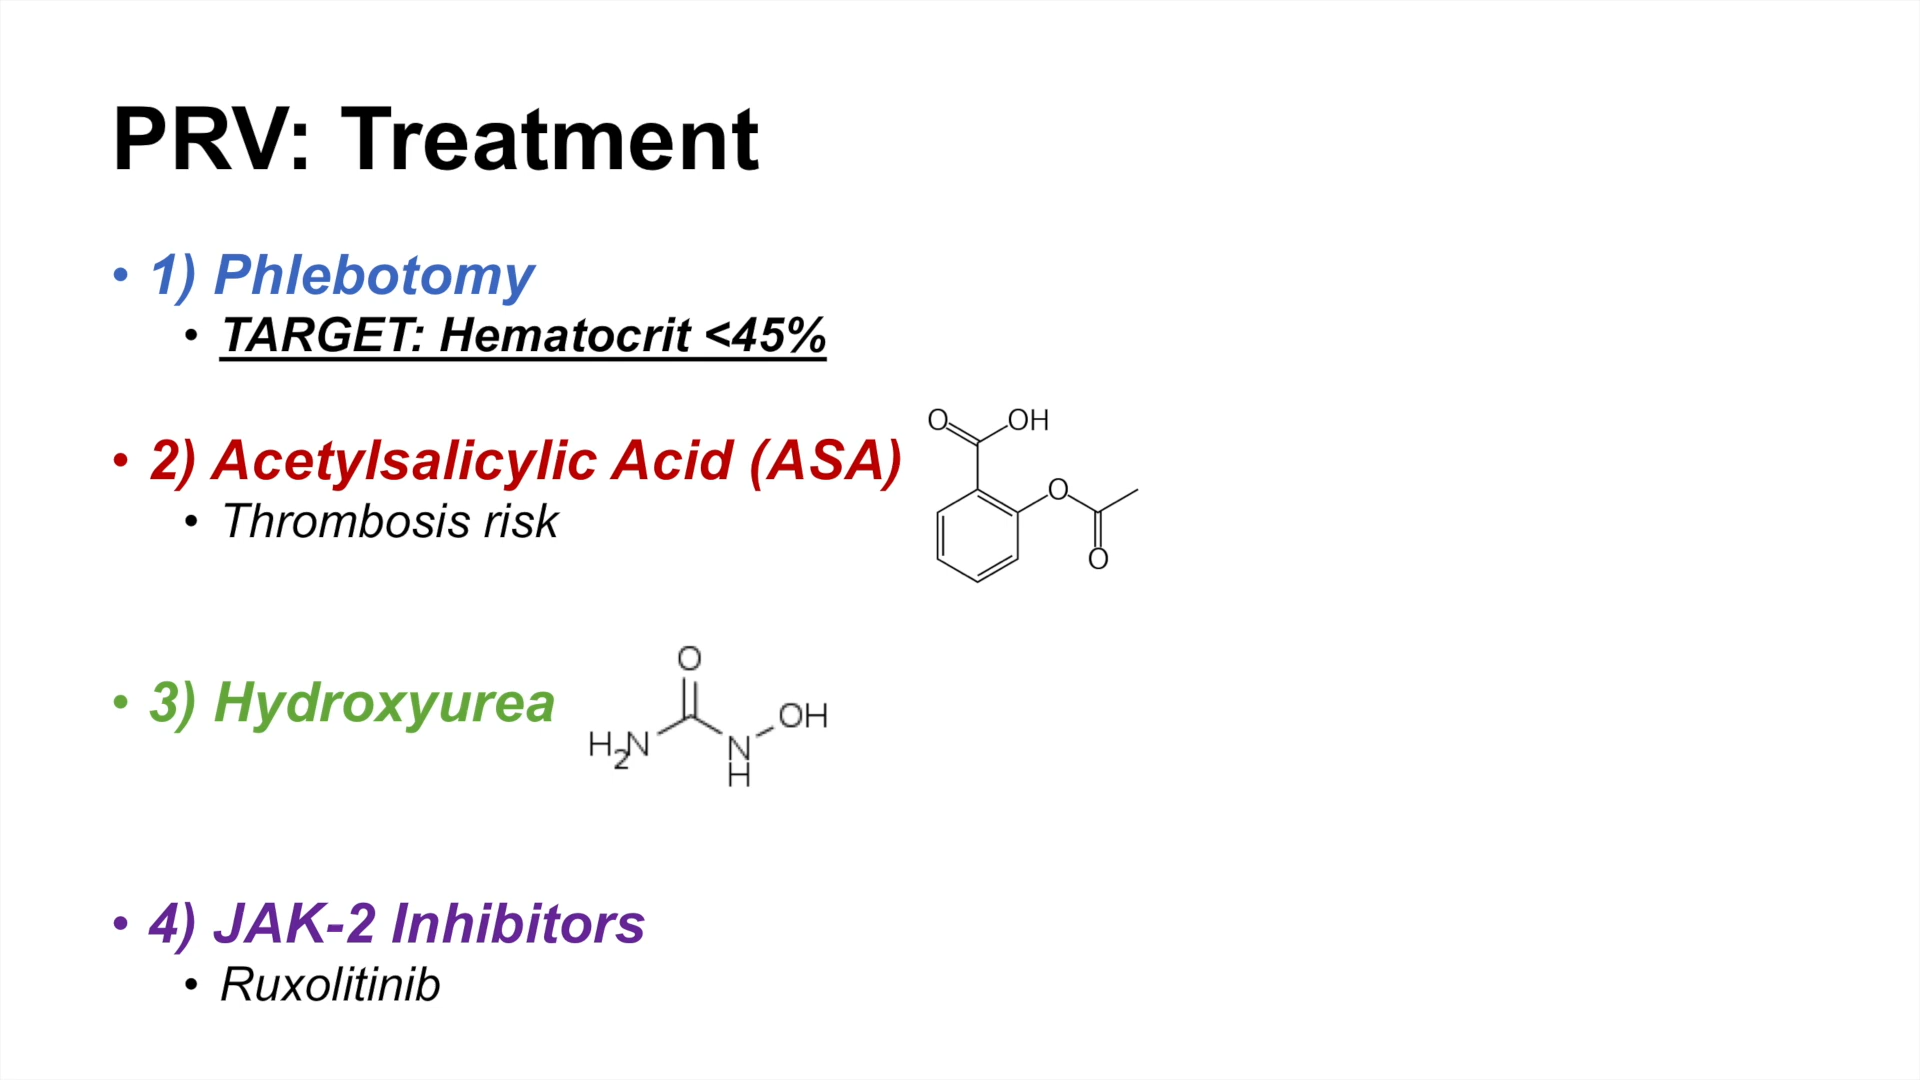 PRV: Treatment
• 1) Phlebotomy
• TARGET: Hematocrit <45%
• 2) Acetylsalicylic Acid (ASA)
• Thrombosis risk
O OH
O
O
• 3) Hydroxyurea
O
H2N N H OH
• 4) JAK-2 Inhibitors
• Ruxolitinib